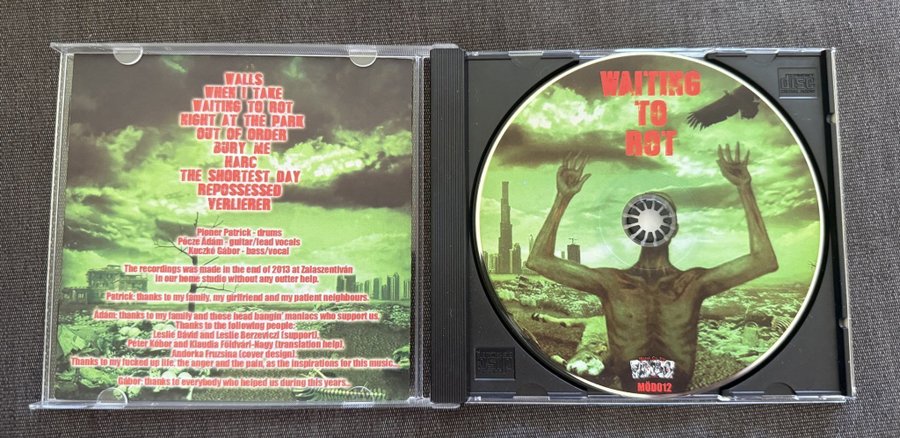 WALLS
WHEN I TAKE
WAITING TO ROT
NIGHT AT THE PARK
OUT OF ORDER
BURY ME
HARC
THE SHORTEST DAY
REPOSSESSED
VERLIERER
Ploner Patrick - drums
Pöcze Ádám - guitar/lead vocals
Kuczkó Gábor - bass/vocal
The recordings was made in the end of 2013 at Zalaszentiván
in our home studio without any outter help.
Patrick: thanks to my family, my girlfriend and my patient neighbours.
Ádám: thanks to my family and those head bangin' maniacs who support us.
Thanks to the following people:
Leslie Dávid and Leslie Berzeviczi (support),
Péter Kóbor and Klaudia Földvári-Nagy (translation help),
Andorka Fruzsina (cover design).
Thanks to my fucked up life: the anger and the pain, as the inspirations for this music...
Gábor: thanks to everybody who helped us during this years...
WAITING
TO
ROT
MÖD012
disc